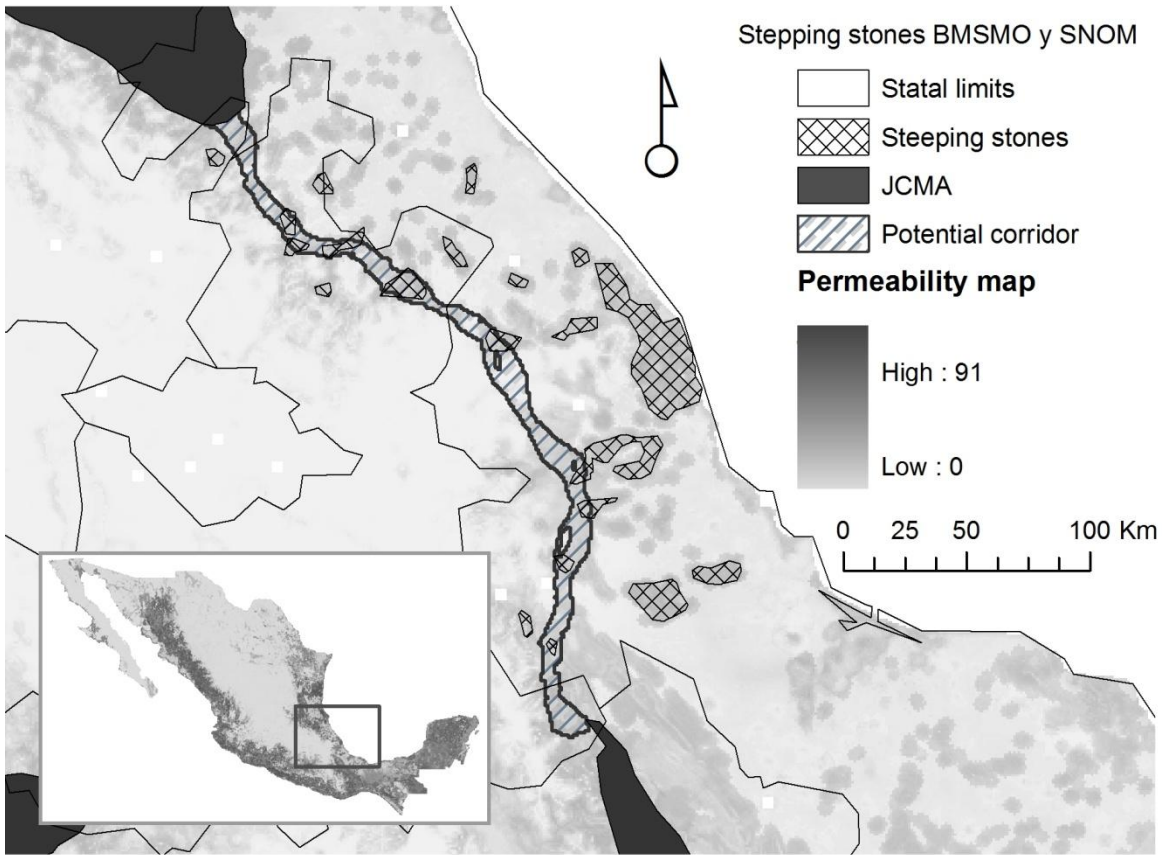 Stepping stones BMSMO y SNOM
Statal limits
Steeping stones
JCMA
Potential corridor
Permeability map
High : 91
Low : 0
0 25 50 100 Km